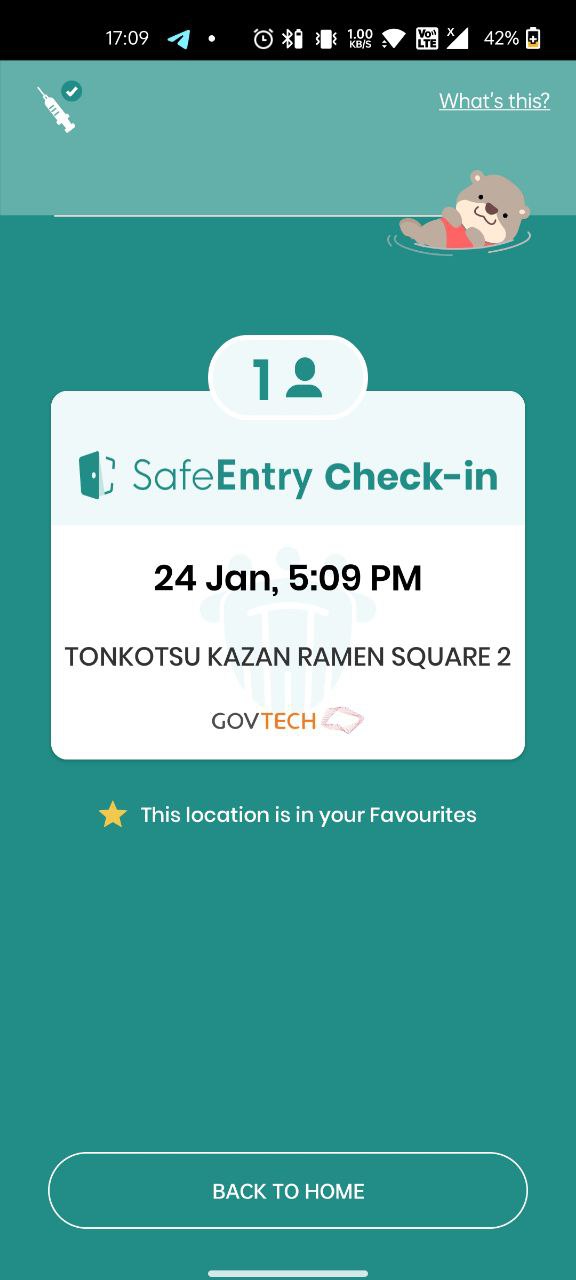 17:09
1.00 KB/S
Vo LTE
X
42%
What's this?
1
SafeEntry Check-in
24 Jan, 5:09 PM
TONKOTSU KAZAN RAMEN SQUARE 2
GOVTECH
This location is in your Favourites
BACK TO HOME